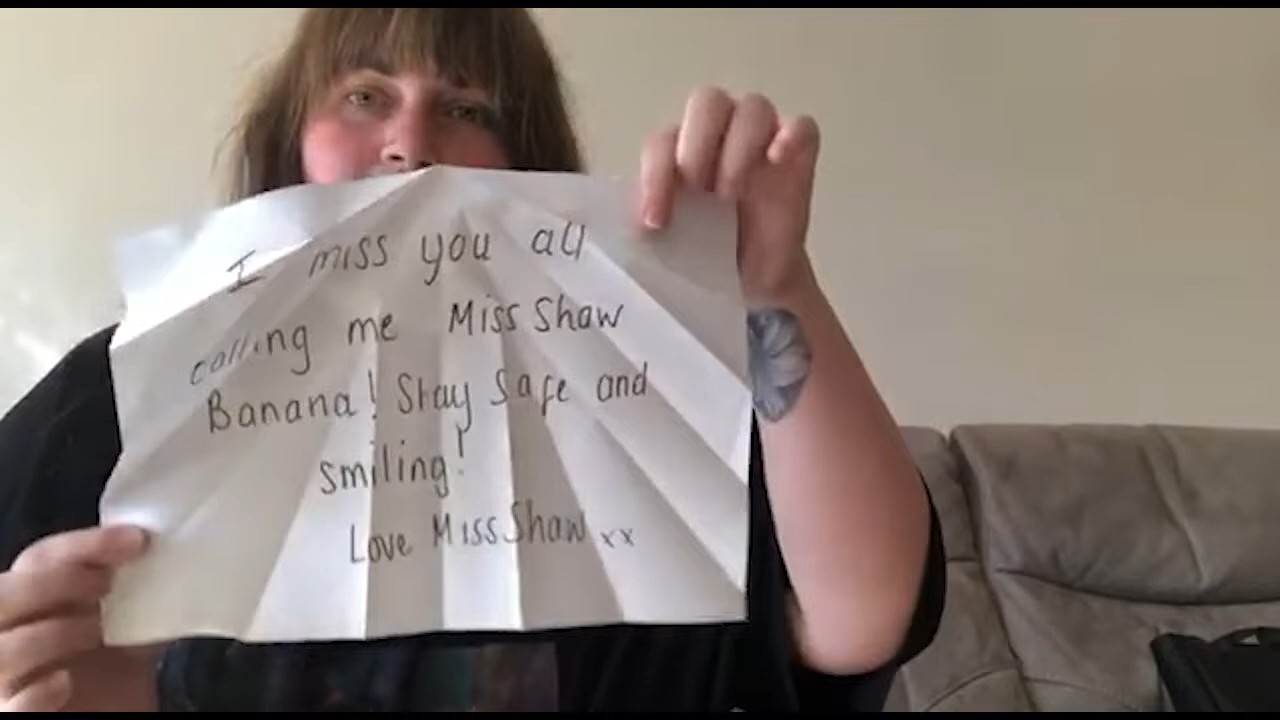 I miss you all
calling me Miss Shaw
Banana! Stay Safe and
smiling!
Love Miss Shaw xx